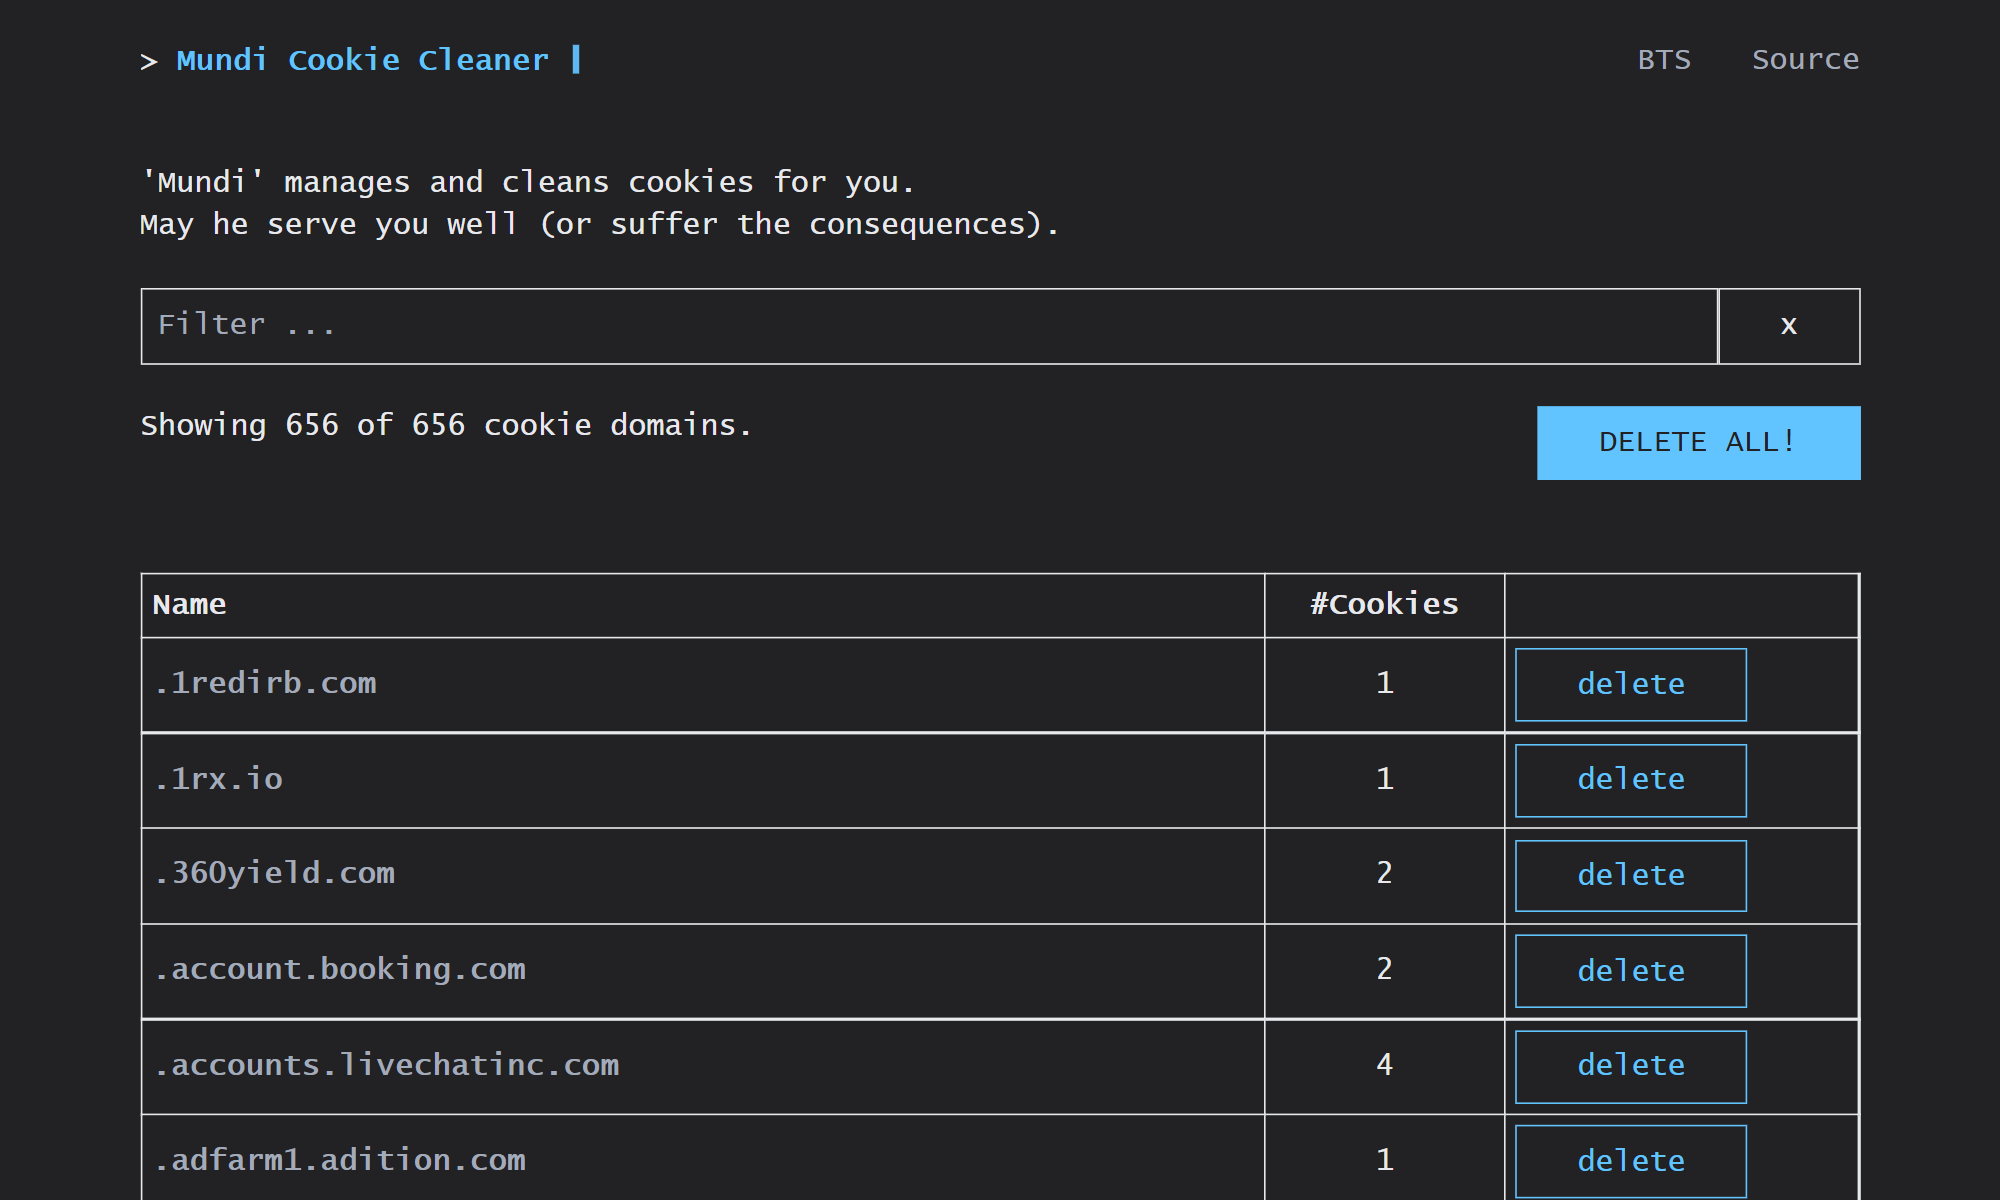 > Mundi Cookie Cleaner
BTS Source
'Mundi' manages and cleans cookies for you.
May he serve you well (or suffer the consequences).
Filter ... x
Showing 656 of 656 cookie domains.
DELETE ALL!
Name #Cookies
.1redirb.com 1 delete
.1rx.io 1 delete
.360yield.com 2 delete
.account.booking.com 2 delete
.accounts.livechatinc.com 4 delete
.adfarm1.adition.com 1 delete